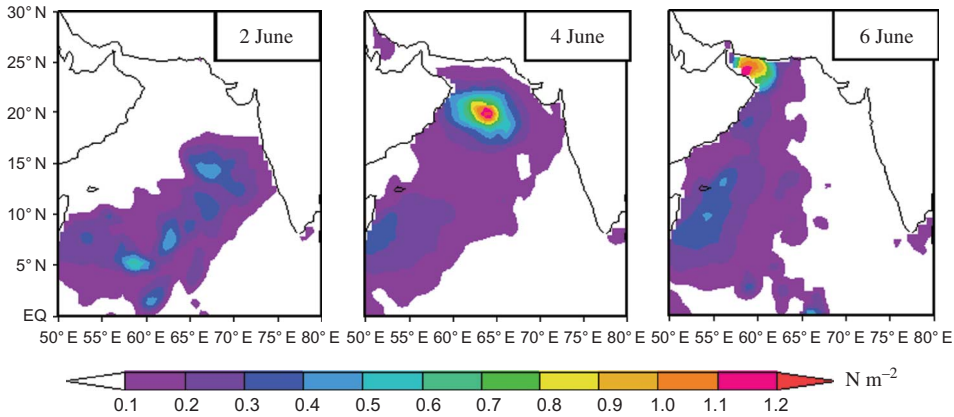 30° N
25° N
20° N
15° N
10° N
5° N
EQ
2 June
4 June
6 June
50° E 55° E 60° E 65° E 70° E 75° E 80° E
50° E 55° E 60° E 65° E 70° E 75° E 80° E
50° E 55° E 60° E 65° E 70° E 75° E 80° E
0.1 0.2 0.3 0.4 0.5 0.6 0.7 0.8 0.9 1.0 1.1 1.2
N m⁻²